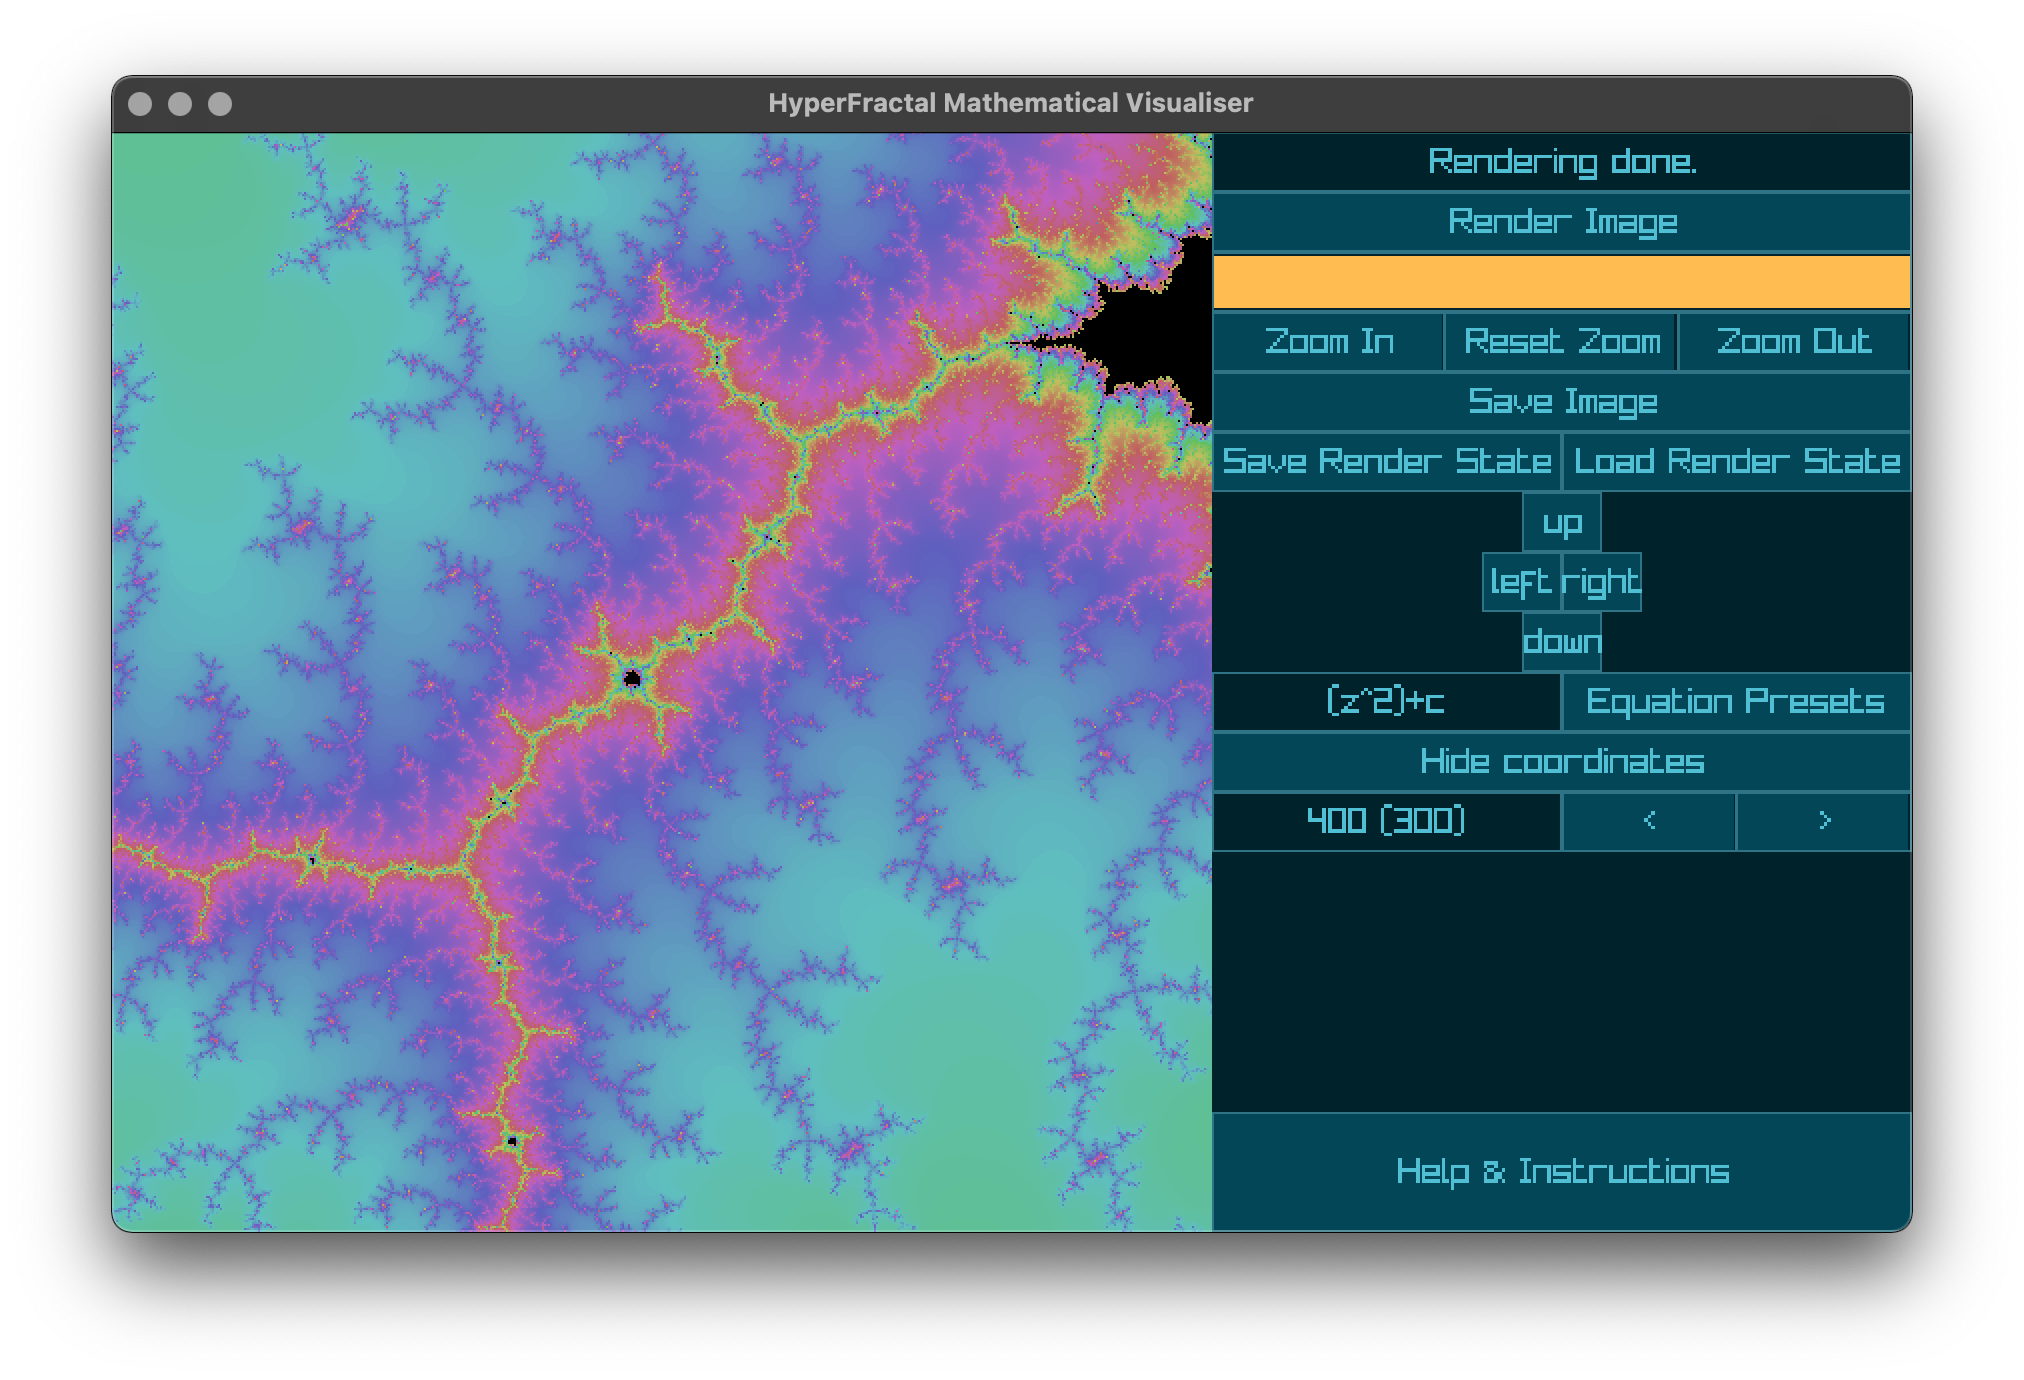 HyperFractal Mathematical Visualiser
Rendering done.
Render Image
Zoom In Reset Zoom Zoom Out
Save Image
Save Render State Load Render State
up
left right
down
(z^2)+c Equation Presets
Hide coordinates
400 (300) < >
Help & Instructions